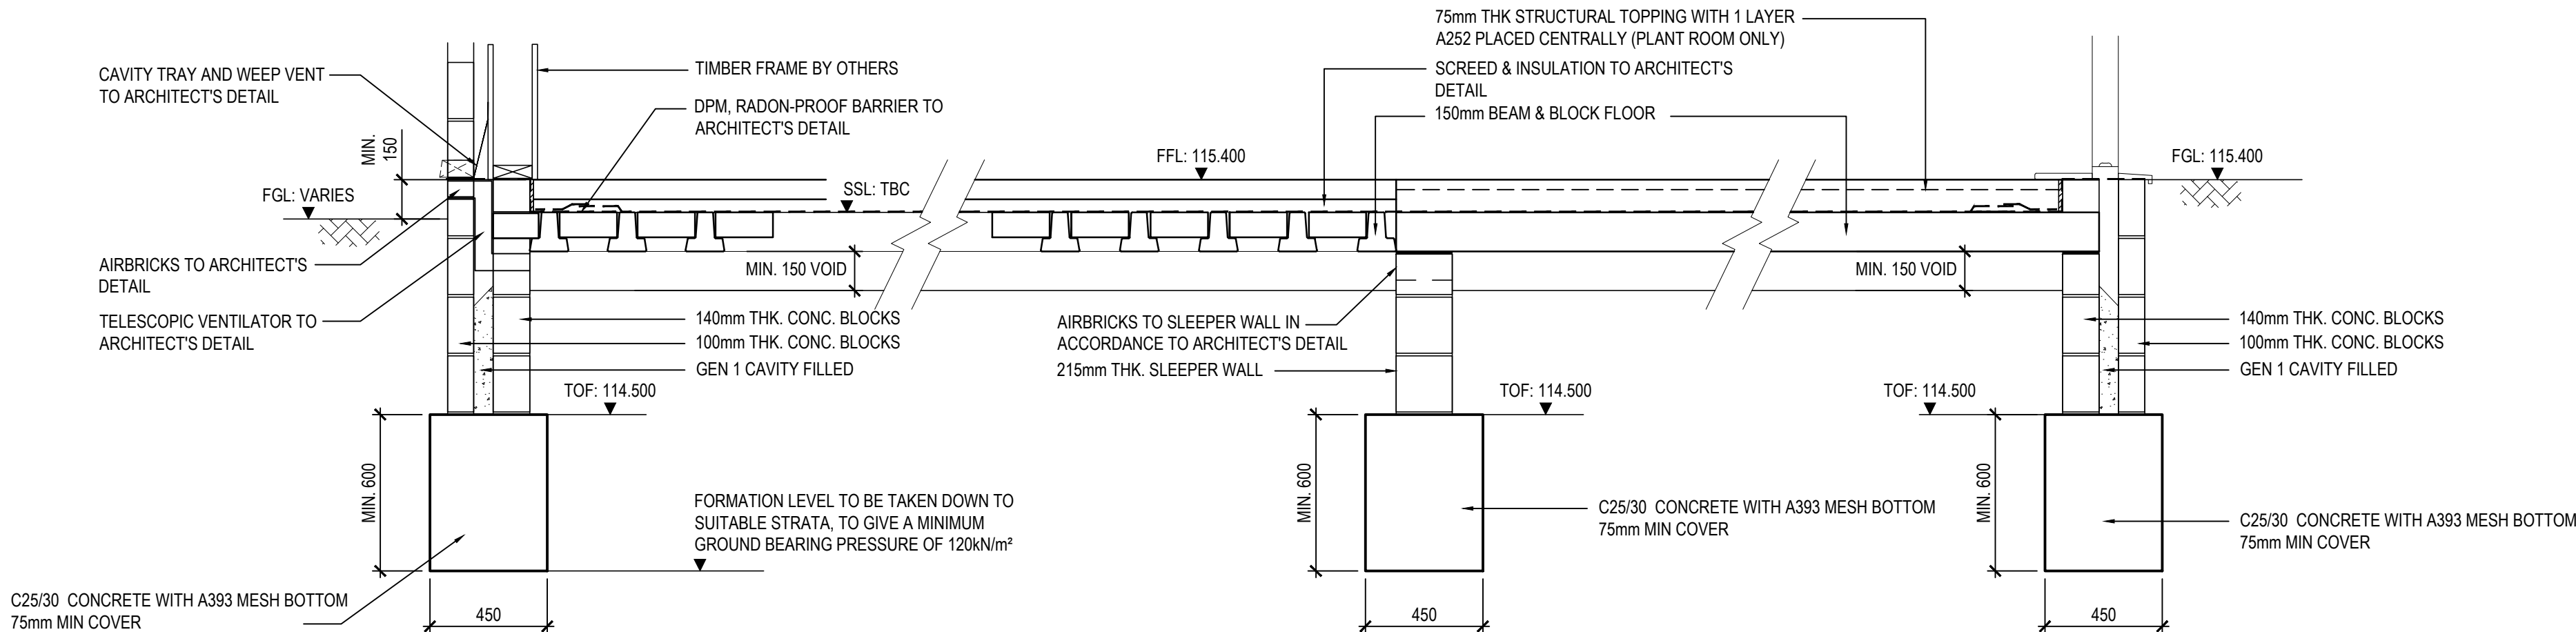 75mm THK STRUCTURAL TOPPING WITH 1 LAYER
A252 PLACED CENTRALLY (PLANT ROOM ONLY)
CAVITY TRAY AND WEEP VENT
TO ARCHITECT'S DETAIL
TIMBER FRAME BY OTHERS
SCREED & INSULATION TO ARCHITECT'S
DETAIL
DPM, RADON-PROOF BARRIER TO
ARCHITECT'S DETAIL
150mm BEAM & BLOCK FLOOR
MIN.
150
FFL: 115.400
FGL: 115.400
FGL: VARIES
SSL: TBC
AIRBRICKS TO ARCHITECT'S
DETAIL
MIN. 150 VOID
MIN. 150 VOID
TELESCOPIC VENTILATOR TO
ARCHITECT'S DETAIL
140mm THK. CONC. BLOCKS
100mm THK. CONC. BLOCKS
GEN 1 CAVITY FILLED
AIRBRICKS TO SLEEPER WALL IN
ACCORDANCE TO ARCHITECT'S DETAIL
215mm THK. SLEEPER WALL
140mm THK. CONC. BLOCKS
100mm THK. CONC. BLOCKS
GEN 1 CAVITY FILLED
TOF: 114.500
TOF: 114.500
TOF: 114.500
MIN. 600
MIN. 600
MIN. 600
FORMATION LEVEL TO BE TAKEN DOWN TO
SUITABLE STRATA, TO GIVE A MINIMUM
GROUND BEARING PRESSURE OF 120kN/m²
C25/30 CONCRETE WITH A393 MESH BOTTOM
75mm MIN COVER
C25/30 CONCRETE WITH A393 MESH BOTTOM
75mm MIN COVER
C25/30 CONCRETE WITH A393 MESH BOTTOM
75mm MIN COVER
450
450
450